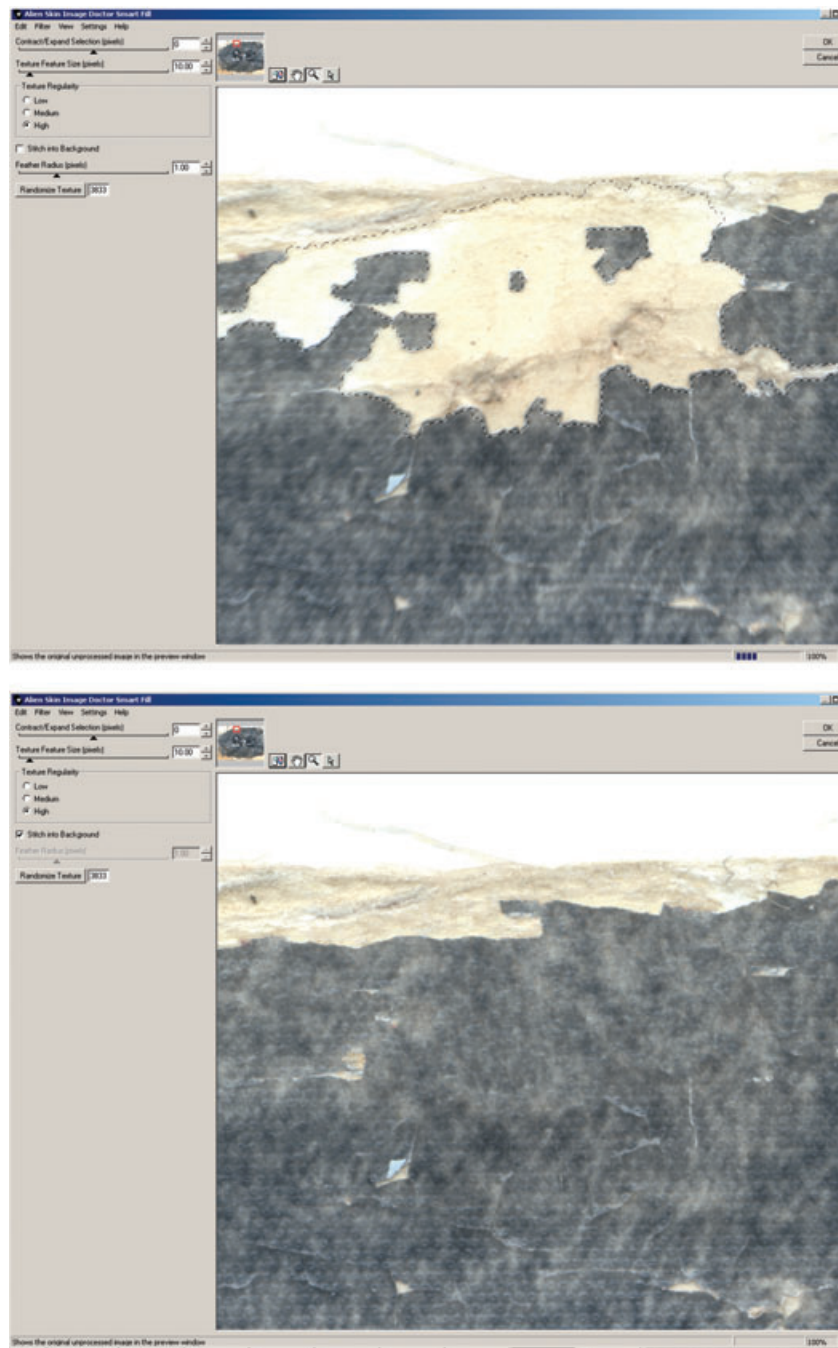 Alien Skin Image Doctor Smart Fill
Edit Filter View Settings Help
Contract/Expand Selection (pixels) 0
Texture Feature Size (pixels) 10.00
Texture Regularity
Low
Medium
High
Stitch into Background
Feather Radius (pixels) 1.00
Randomize Texture 3833
OK
Cancel
Shows the original unprocessed image in the preview window
100%
Alien Skin Image Doctor Smart Fill
Edit Filter View Settings Help
Contract/Expand Selection (pixels) 0
Texture Feature Size (pixels) 10.00
Texture Regularity
Low
Medium
High
Stitch into Background
Feather Radius (pixels) 1.00
Randomize Texture 3833
OK
Cancel
Shows the original unprocessed image in the preview window
100%